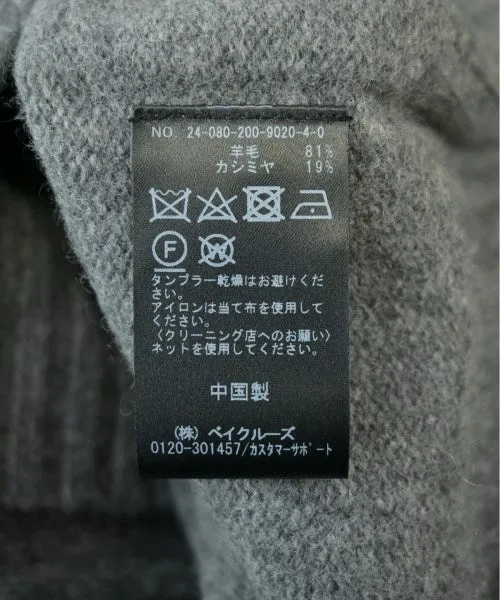 NO 24-080-200-9020-4-0
羊毛 81%
カシミヤ 19%
F
W
タンブラー乾燥はお避けくだ
さい。
アイロンは当て布を使用して
ください。
〈クリーニング店へのお願い〉
ネットを使用してください。
中国製
(株) ベイクルーズ
0120-301457/カスタマーサポート